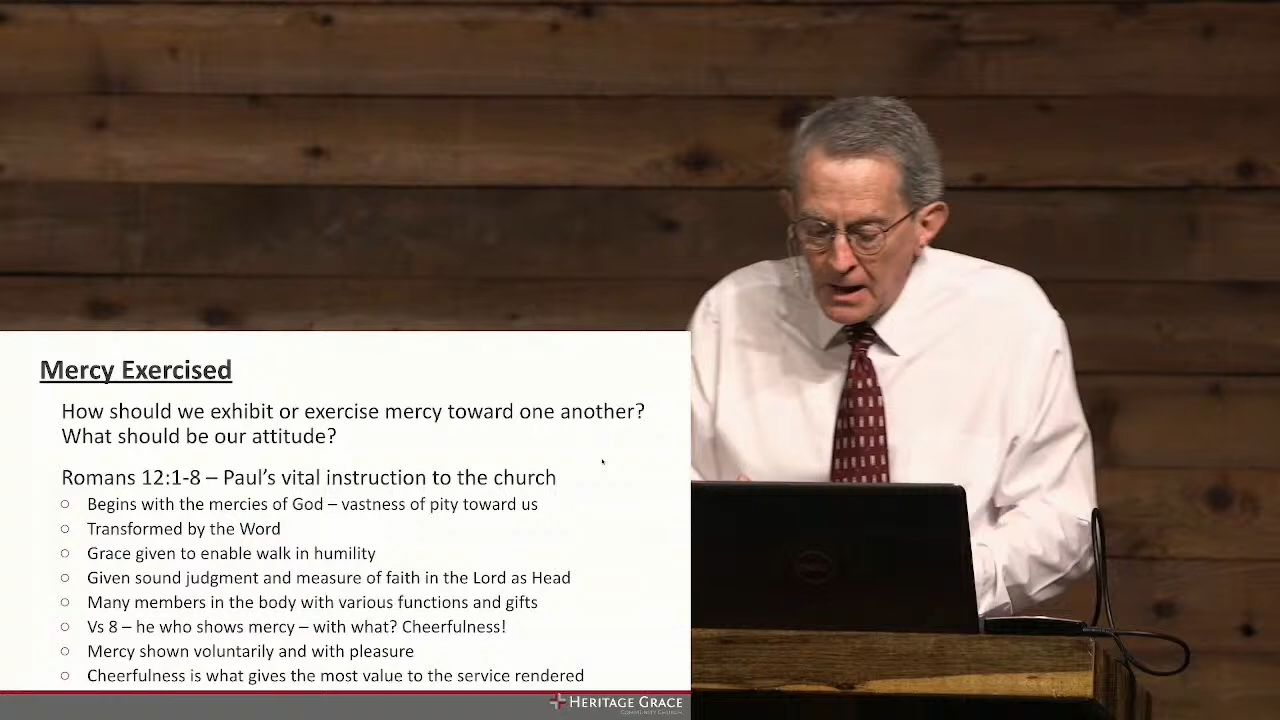 Mercy Exercised
How should we exhibit or exercise mercy toward one another?
What should be our attitude?
Romans 12:1-8 – Paul's vital instruction to the church
○ Begins with the mercies of God – vastness of pity toward us
○ Transformed by the Word
○ Grace given to enable walk in humility
○ Given sound judgment and measure of faith in the Lord as Head
○ Many members in the body with various functions and gifts
○ Vs 8 – he who shows mercy – with what? Cheerfulness!
○ Mercy shown voluntarily and with pleasure
○ Cheerfulness is what gives the most value to the service rendered
HERITAGE GRACE
COMMUNITY CHURCH